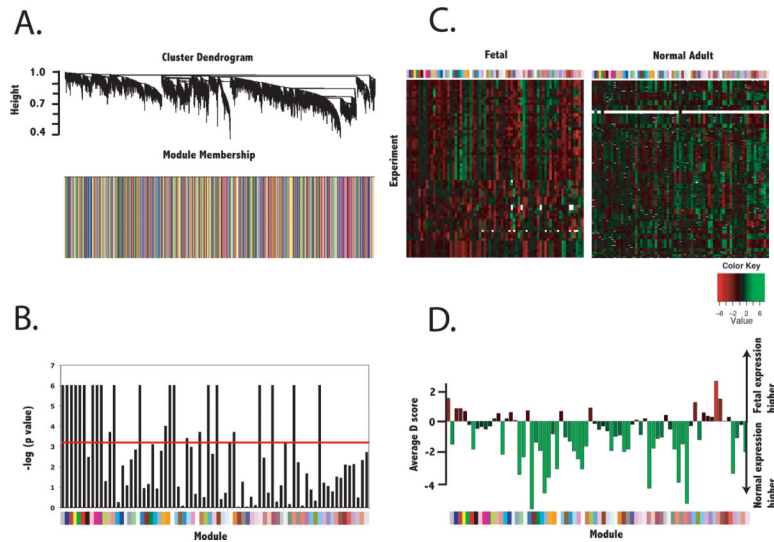 A.
Cluster Dendrogram
1.0
0.7
0.4
Height
Module Membership
B.
7
6
5
4
3
2
1
0
-log (p value)
Module
C.
Fetal
Normal Adult
Experiment
Color Key
-6 -2 2 6
Value
D.
2
0
-2
-4
Average D score
Module
Fetal expression
higher
Normal expression
higher